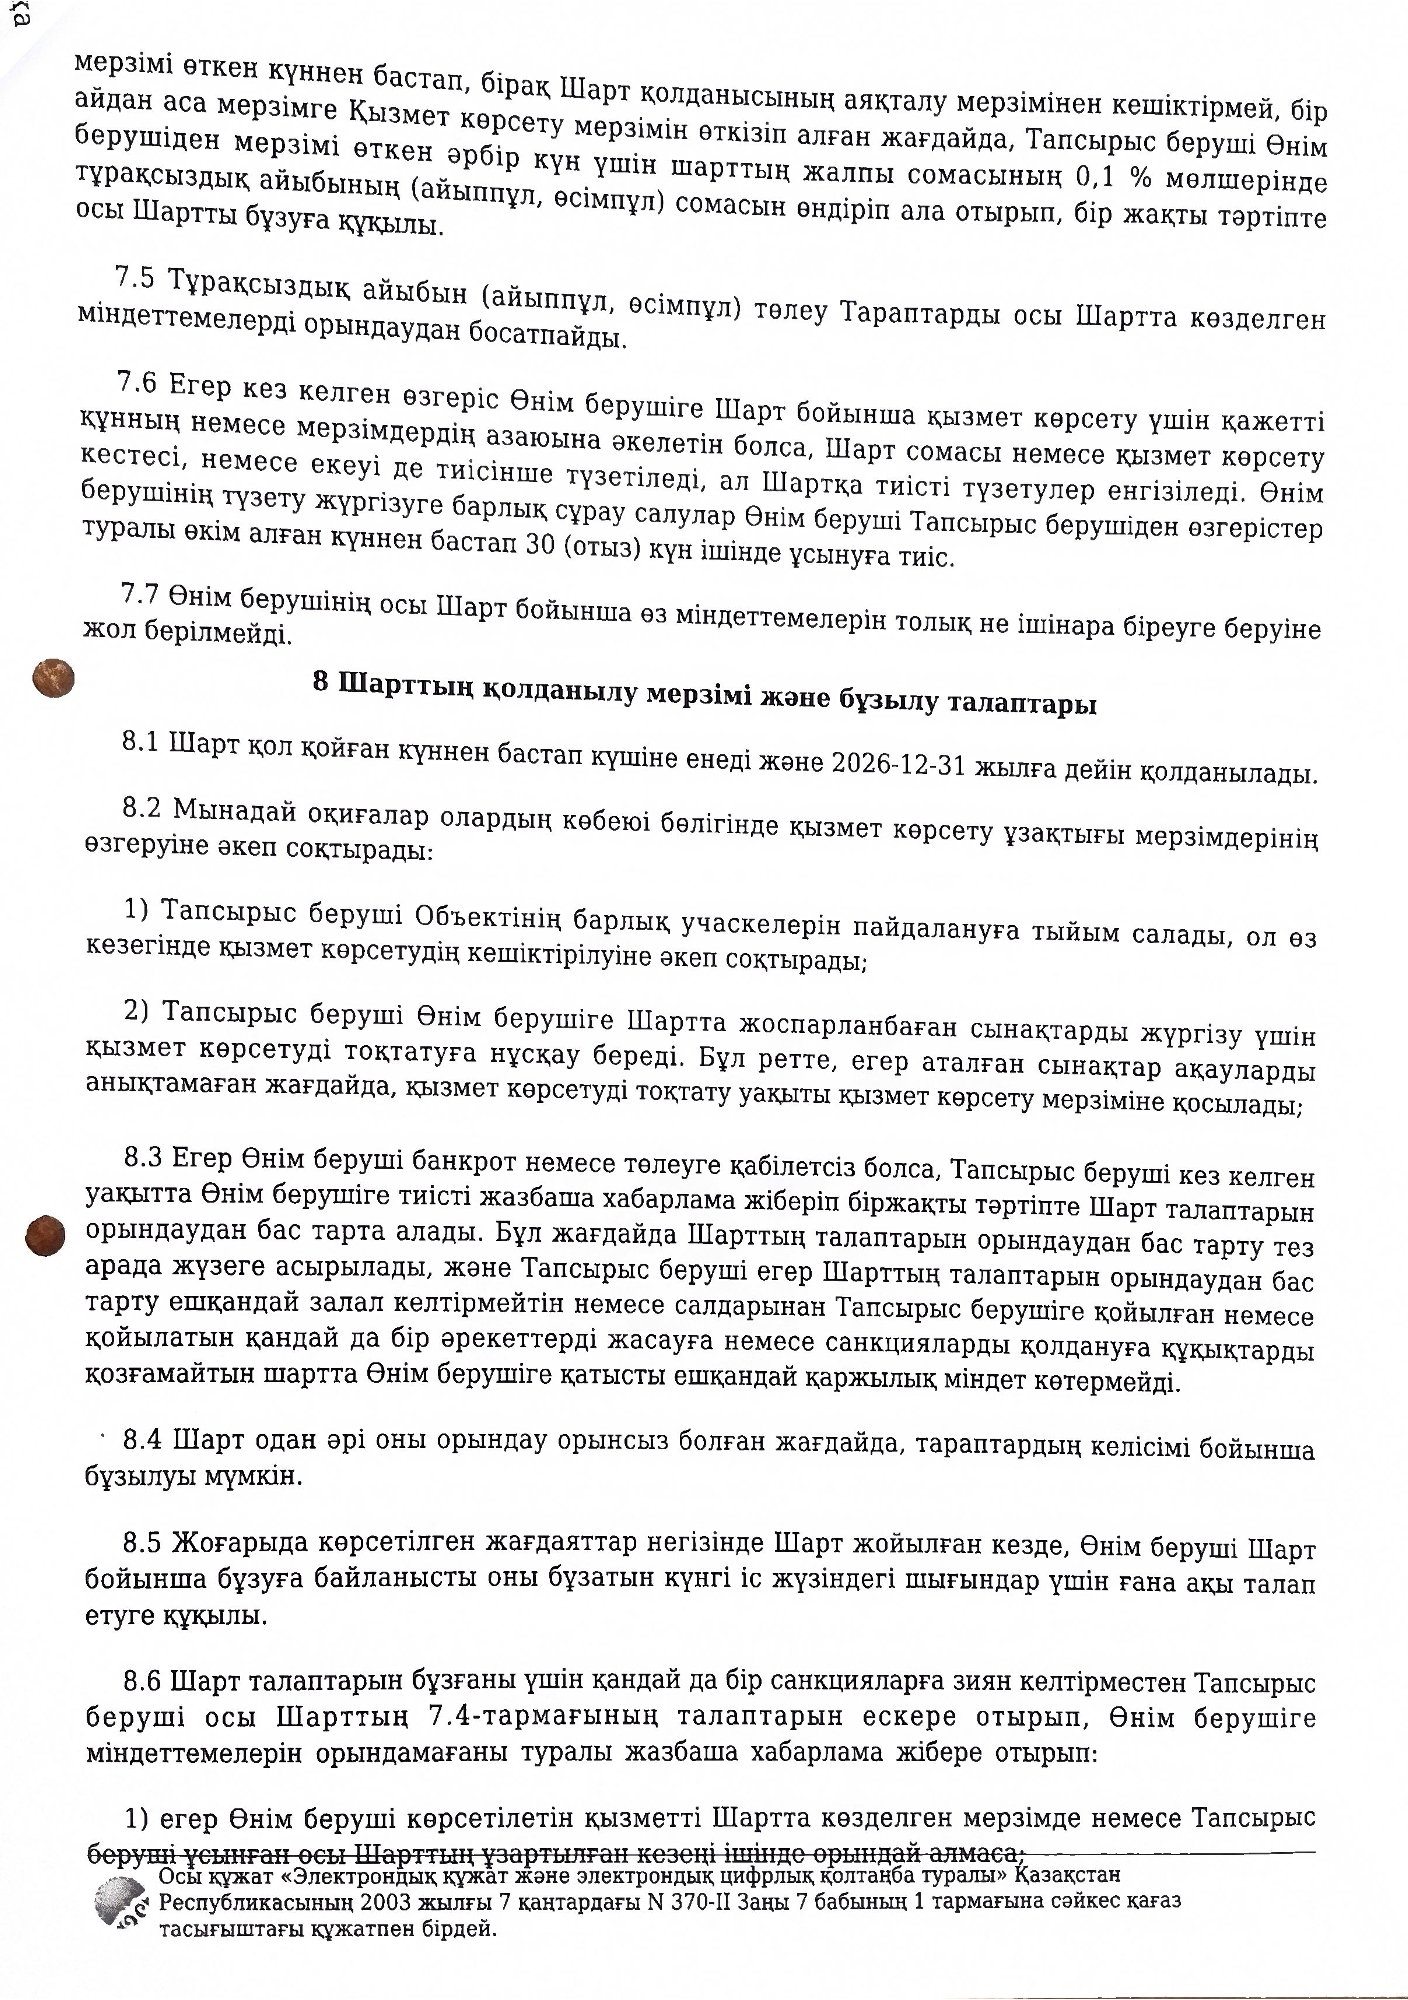 ка
мерзімі өткен күннен бастап, бірақ Шарт қолданысының аяқталу мерзімінен кешіктірмей, бір
айдан аса мерзімге Қызмет көрсету мерзімін өткізіп алған жағдайда, Тапсырыс беруші Өнім
берушіден мерзімі өткен әрбір күн үшін шарттың жалпы сомасының 0,1 % мөлшерінде
тұрақсыздық айыбының (айыппұл, өсімпұл) сомасын өндіріп ала отырып, бір жақты тәртіпте
осы Шартты бұзуға құқылы.
7.5 Тұрақсыздық айыбын (айыппұл, өсімпұл) төлеу Тараптарды осы Шартта көзделген
міндеттемелерді орындаудан босатпайды.
7.6 Егер кез келген өзгеріс Өнім берушіге Шарт бойынша қызмет көрсету үшін қажетті
құнның немесе мерзімдердің азаюына әкелетін болса, Шарт сомасы немесе қызмет көрсету
кестесі, немесе екеуі де тиісінше түзетіледі, ал Шартқа тиісті түзетулер енгізіледі. Өнім
берушінің түзету жүргізуге барлық сұрау салулар Өнім беруші Тапсырыс берушіден өзгерістер
туралы өкім алған күннен бастап 30 (отыз) күн ішінде ұсынуға тиіс.
7.7 Өнім берушінің осы Шарт бойынша өз міндеттемелерін толық не ішінара біреуге беруіне
жол берілмейді.
8 Шарттың қолданылу мерзімі және бұзылу талаптары
8.1 Шарт қол қойған күннен бастап күшіне енеді және 2026-12-31 жылға дейін қолданылады.
8.2 Мынадай оқиғалар олардың көбеюі бөлігінде қызмет көрсету ұзақтығы мерзімдерінің
өзгеруіне әкеп соқтырады:
1) Тапсырыс беруші Объектінің барлық учаскелерін пайдалануға тыйым салады, ол өз
кезегінде қызмет көрсетудің кешіктірілуіне әкеп соқтырады;
2) Тапсырыс беруші Өнім берушіге Шартта жоспарланбаған сынақтарды жүргізу үшін
қызмет көрсетуді тоқтатуға нұсқау береді. Бұл ретте, егер аталған сынақтар ақауларды
анықтамаған жағдайда, қызмет көрсетуді тоқтату уақыты қызмет көрсету мерзіміне қосылады;
8.3 Егер Өнім беруші банкрот немесе төлеуге қабілетсіз болса, Тапсырыс беруші кез келген
уақытта Өнім берушіге тиісті жазбаша хабарлама жіберіп біржақты тәртіпте Шарт талаптарын
орындаудан бас тарта алады. Бұл жағдайда Шарттың талаптарын орындаудан бас тарту тез
арада жүзеге асырылады, және Тапсырыс беруші егер Шарттың талаптарын орындаудан бас
тарту ешқандай залал келтірмейтін немесе салдарынан Тапсырыс берушіге қойылған немесе
қойылатын қандай да бір әрекеттерді жасауға немесе санкцияларды қолдануға құқықтарды
қозғамайтын шартта Өнім берушіге қатысты ешқандай қаржылық міндет көтермейді.
8.4 Шарт одан әрі оны орындау орынсыз болған жағдайда, тараптардың келісімі бойынша
бұзылуы мүмкін.
8.5 Жоғарыда көрсетілген жағдаяттар негізінде Шарт жойылған кезде, Өнім беруші Шарт
бойынша бұзуға байланысты оны бұзатын күнгі іс жүзіндегі шығындар үшін ғана ақы талап
етуге құқылы.
8.6 Шарт талаптарын бұзғаны үшін қандай да бір санкцияларға зиян келтірместен Тапсырыс
беруші осы Шарттың 7.4-тармағының талаптарын ескере отырып, Өнім берушіге
міндеттемелерін орындамағаны туралы жазбаша хабарлама жібере отырып:
1) егер Өнім беруші көрсетілетін қызметті Шартта көзделген мерзімде немесе Тапсырыс
беруші ұсынған осы Шарттың ұзартылған кезеңі ішінде орындай алмаса;
Осы құжат «Электрондық құжат және электрондық цифрлық қолтаңба туралы» Қазақстан
Республикасының 2003 жылғы 7 қаңтардағы N 370-II Заңы 7 бабының 1 тармағына сәйкес қағаз
тасығыштағы құжатпен бірдей.